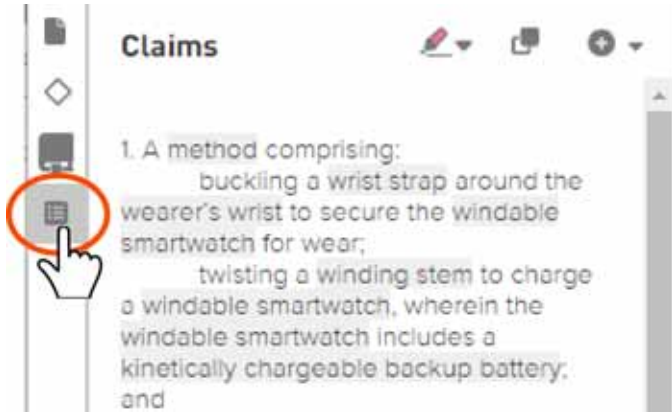 Claims
1. A method comprising:
buckling a wrist strap around the
wearer's wrist to secure the windable
smartwatch for wear;
twisting a winding stem to charge
a windable smartwatch, wherein the
windable smartwatch includes a
kinetically chargeable backup battery;
and